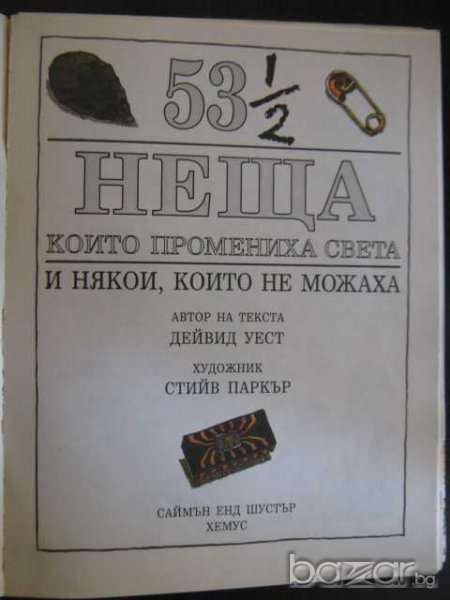 53 1/2
НЕЩА
КОИТО ПРОМЕНИХА СВЕТА
И НЯКОИ, КОИТО НЕ МОЖАХА
АВТОР НА ТЕКСТА
ДЕЙВИД УЕСТ
ХУДОЖНИК
СТИЙВ ПАРКЪР
САЙМЪН ЕНД ШУСТЪР
ХЕМУС
bazar.bg